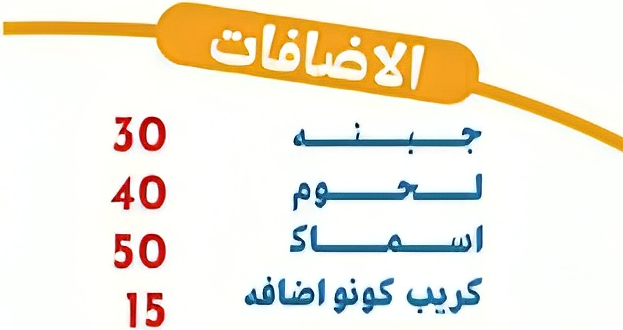 الاضافات
جبنه 30
لحوم 40
اسماك 50
كريب كونو اضافه 15